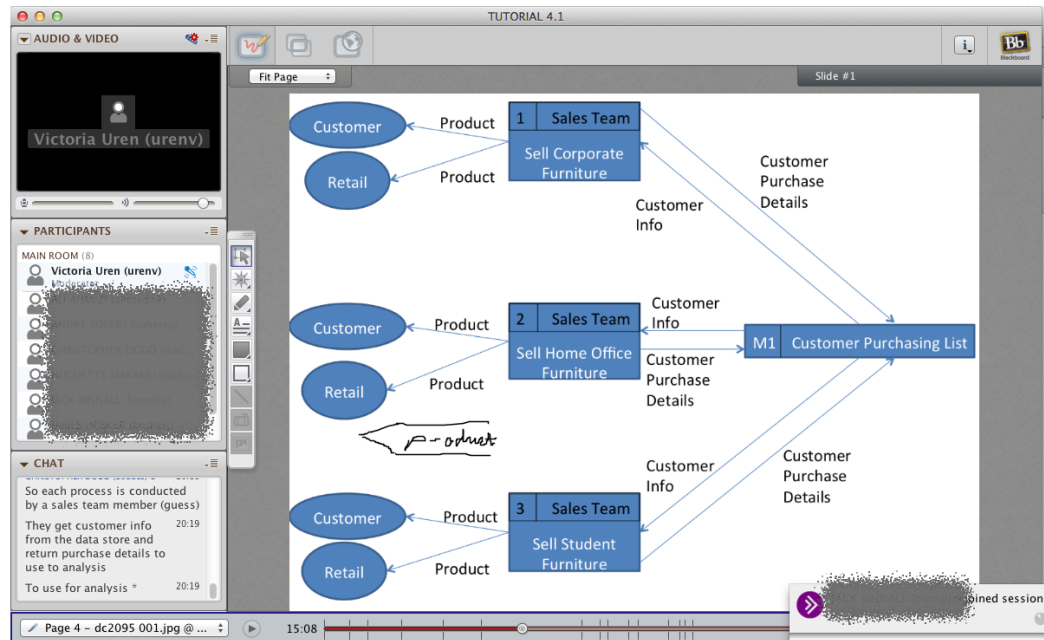 TUTORIAL 4.1
AUDIO & VIDEO
Victoria Uren (urenv)
PARTICIPANTS
MAIN ROOM (8)
Victoria Uren (urenv)
Moderator
CHAT
So each process is conducted
by a sales team member (guess)
They get customer info 20:19
from the data store and
return purchase details to
use to analysis
To use for analysis * 20:19
Fit Page
Slide #1
Bb
Blackboard
Customer
Product
1 Sales Team
Sell Corporate
Furniture
Retail
Product
Customer
Purchase
Details
Customer
Info
Customer
Product
2 Sales Team
Sell Home Office
Furniture
Retail
Product
Customer
Info
Customer
Purchase
Details
M1 Customer Purchasing List
product
Customer
Product
3 Sales Team
Sell Student
Furniture
Retail
Product
Customer
Info
Customer
Purchase
Details
joined session
Page 4 - dc2095 001.jpg @ ...
15:08